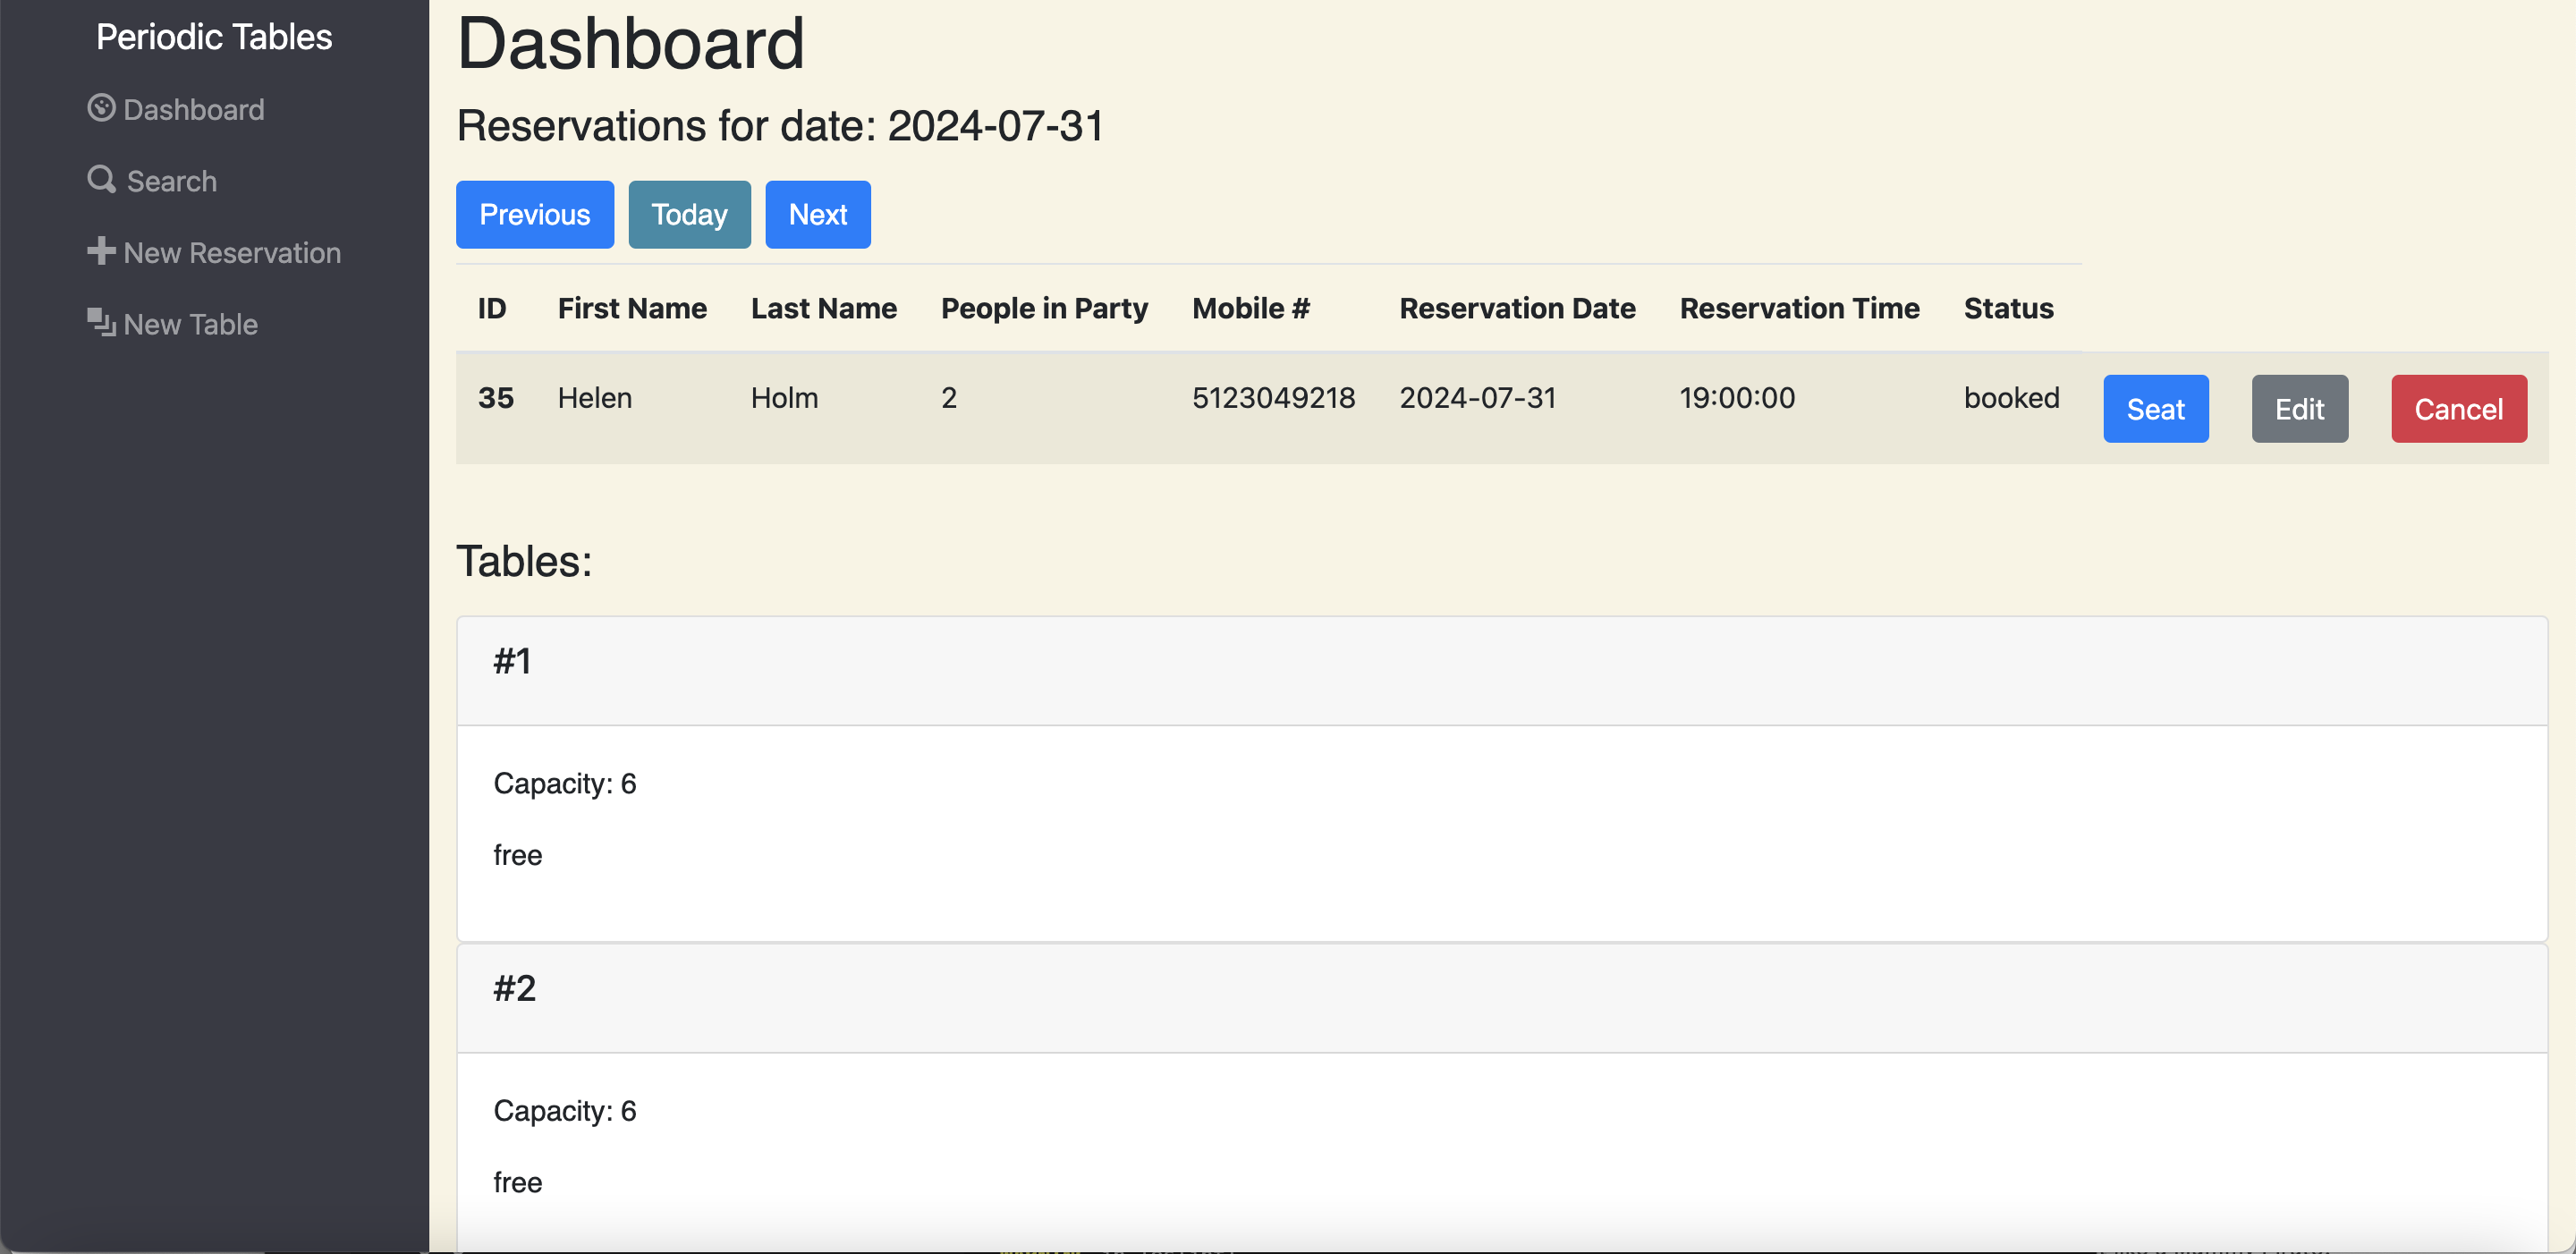 Periodic Tables
Dashboard
Search
New Reservation
New Table
Dashboard
Reservations for date: 2024-07-31
Previous Today Next
ID First Name Last Name People in Party Mobile # Reservation Date Reservation Time Status
35 Helen Holm 2 5123049218 2024-07-31 19:00:00 booked Seat Edit Cancel
Tables:
#1
Capacity: 6
free
#2
Capacity: 6
free